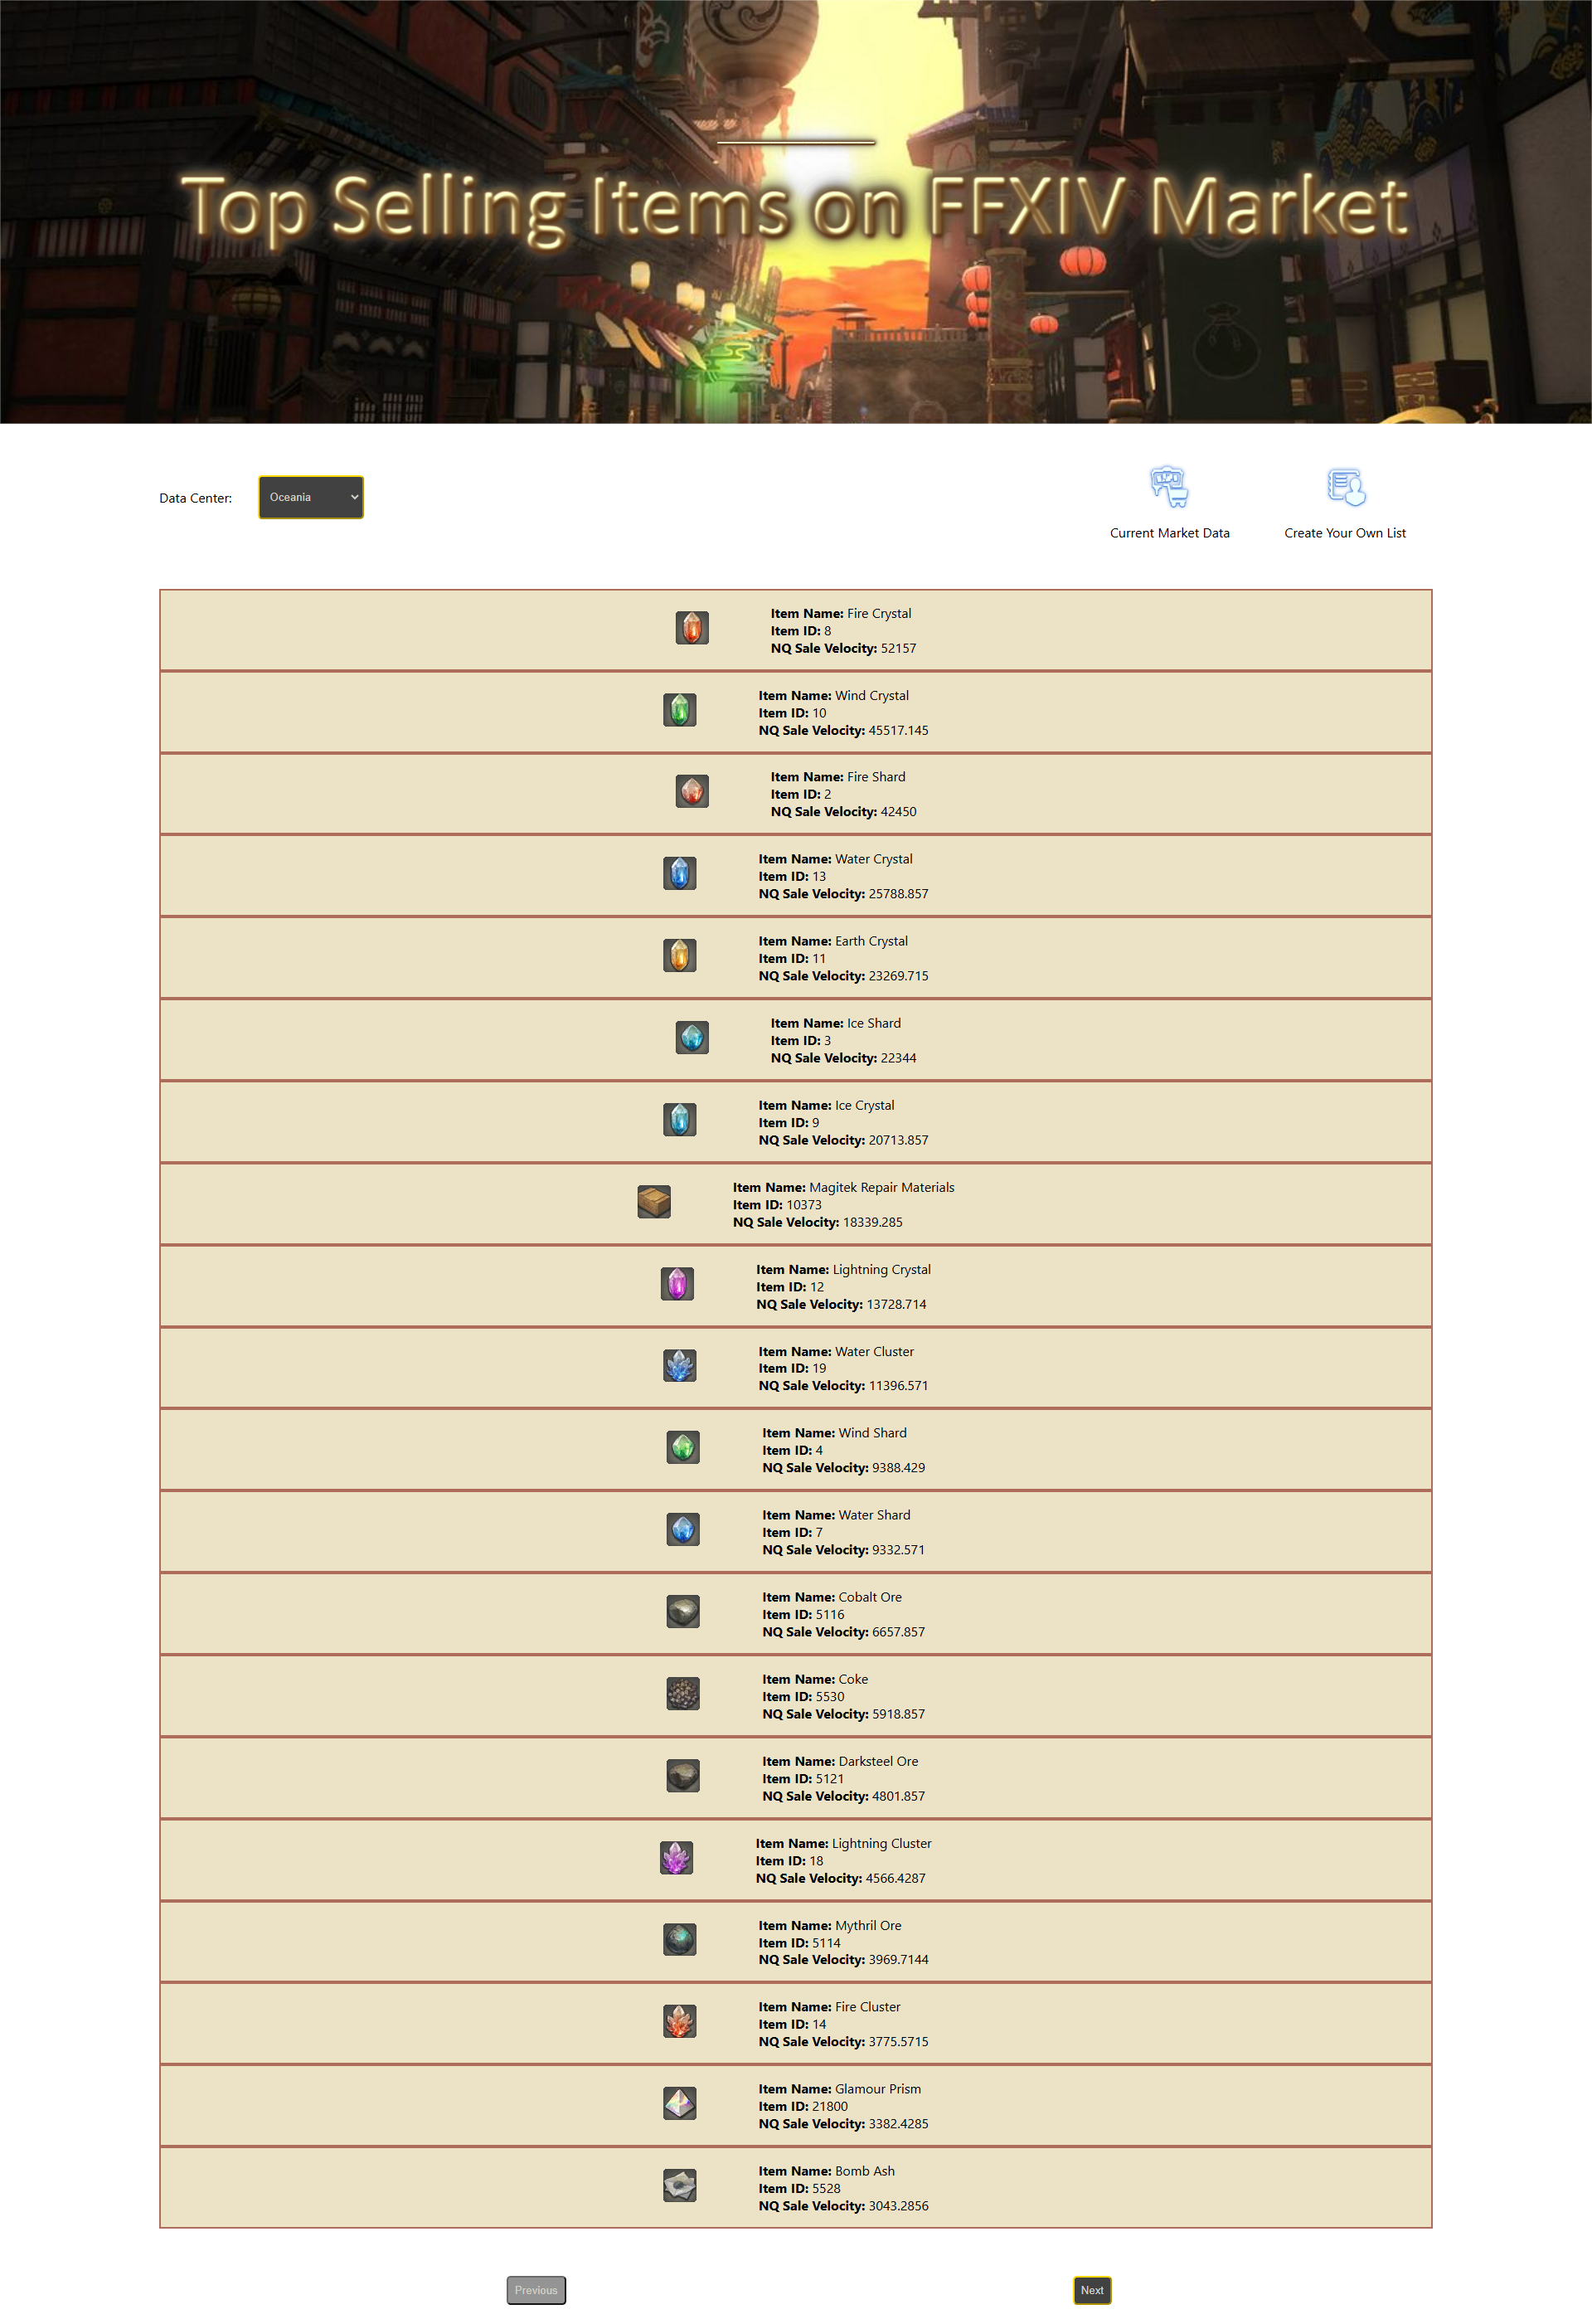 Top Selling Items on FFXIV Market
Data Center:
Oceania
Current Market Data
Create Your Own List
Item Name: Fire Crystal
Item ID: 8
NQ Sale Velocity: 52157
Item Name: Wind Crystal
Item ID: 10
NQ Sale Velocity: 45517.145
Item Name: Fire Shard
Item ID: 2
NQ Sale Velocity: 42450
Item Name: Water Crystal
Item ID: 13
NQ Sale Velocity: 25788.857
Item Name: Earth Crystal
Item ID: 11
NQ Sale Velocity: 23269.715
Item Name: Ice Shard
Item ID: 3
NQ Sale Velocity: 22344
Item Name: Ice Crystal
Item ID: 9
NQ Sale Velocity: 20713.857
Item Name: Magitek Repair Materials
Item ID: 10373
NQ Sale Velocity: 18339.285
Item Name: Lightning Crystal
Item ID: 12
NQ Sale Velocity: 13728.714
Item Name: Water Cluster
Item ID: 19
NQ Sale Velocity: 11396.571
Item Name: Wind Shard
Item ID: 4
NQ Sale Velocity: 9388.429
Item Name: Water Shard
Item ID: 7
NQ Sale Velocity: 9332.571
Item Name: Cobalt Ore
Item ID: 5116
NQ Sale Velocity: 6657.857
Item Name: Coke
Item ID: 5530
NQ Sale Velocity: 5918.857
Item Name: Darksteel Ore
Item ID: 5121
NQ Sale Velocity: 4801.857
Item Name: Lightning Cluster
Item ID: 18
NQ Sale Velocity: 4566.4287
Item Name: Mythril Ore
Item ID: 5114
NQ Sale Velocity: 3969.7144
Item Name: Fire Cluster
Item ID: 14
NQ Sale Velocity: 3775.5715
Item Name: Glamour Prism
Item ID: 21800
NQ Sale Velocity: 3382.4285
Item Name: Bomb Ash
Item ID: 5528
NQ Sale Velocity: 3043.2856
Previous
Next